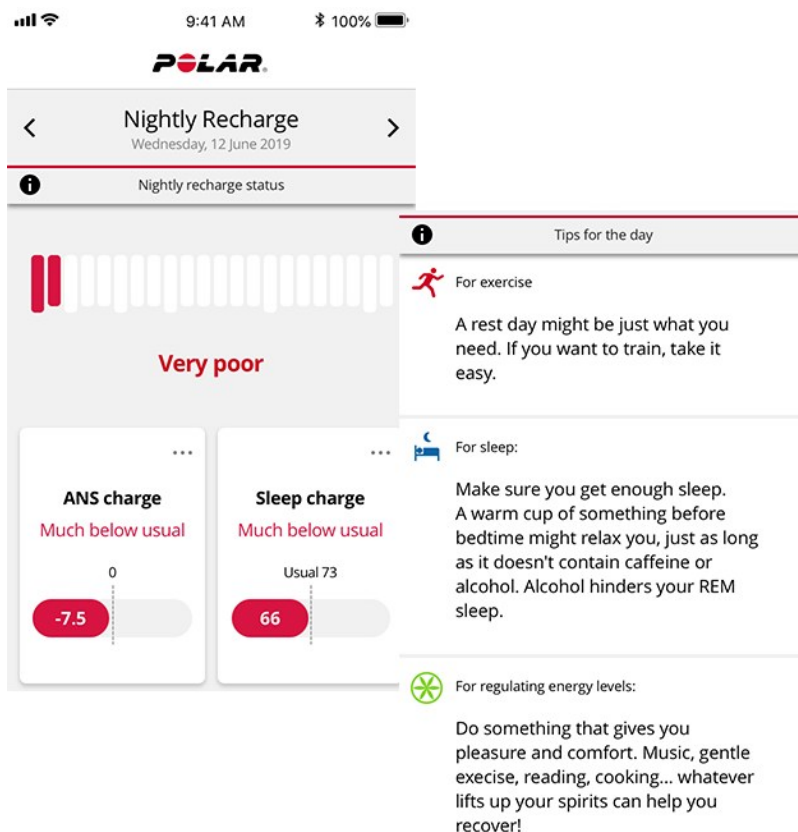 9:41 AM
100%
POLAR
Nightly Recharge
Wednesday, 12 June 2019
Nightly recharge status
Very poor
ANS charge
Much below usual
0
-7.5
Sleep charge
Much below usual
Usual 73
66
Tips for the day
For exercise
A rest day might be just what you
need. If you want to train, take it
easy.
For sleep:
Make sure you get enough sleep.
A warm cup of something before
bedtime might relax you, just as long
as it doesn't contain caffeine or
alcohol. Alcohol hinders your REM
sleep.
For regulating energy levels:
Do something that gives you
pleasure and comfort. Music, gentle
execise, reading, cooking... whatever
lifts up your spirits can help you
recover!